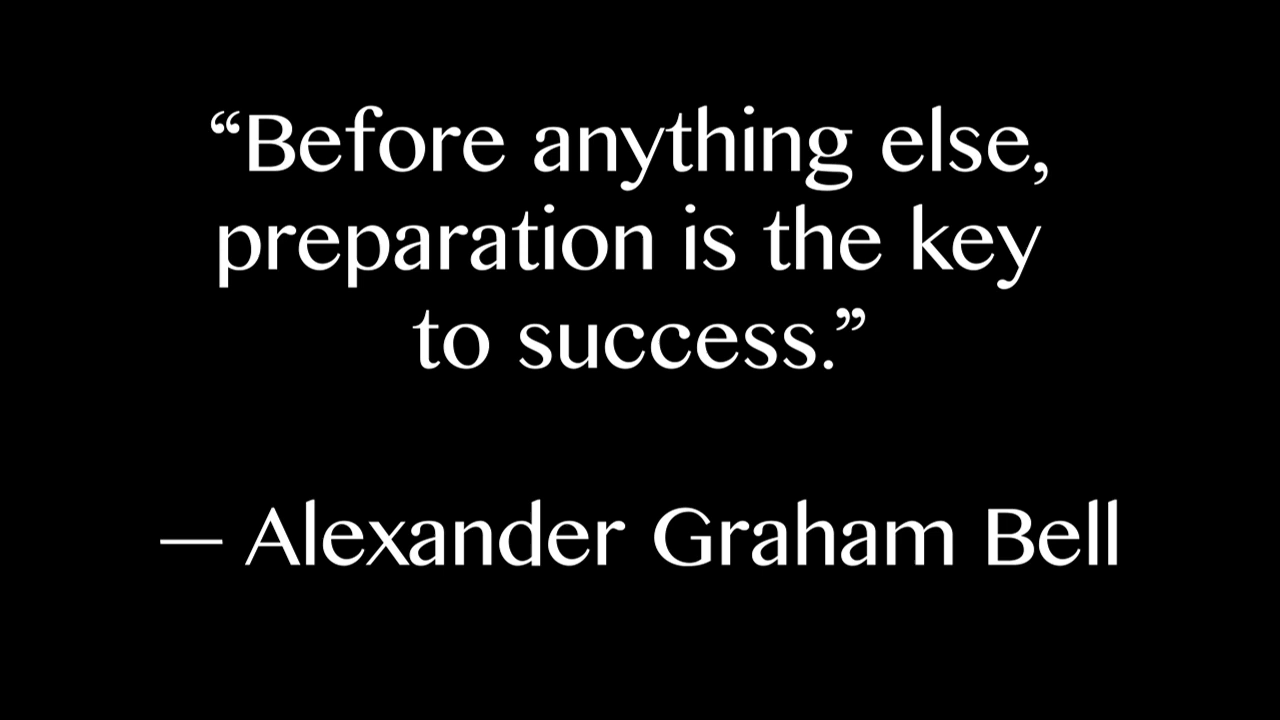 “Before anything else,
preparation is the key
to success.”
— Alexander Graham Bell